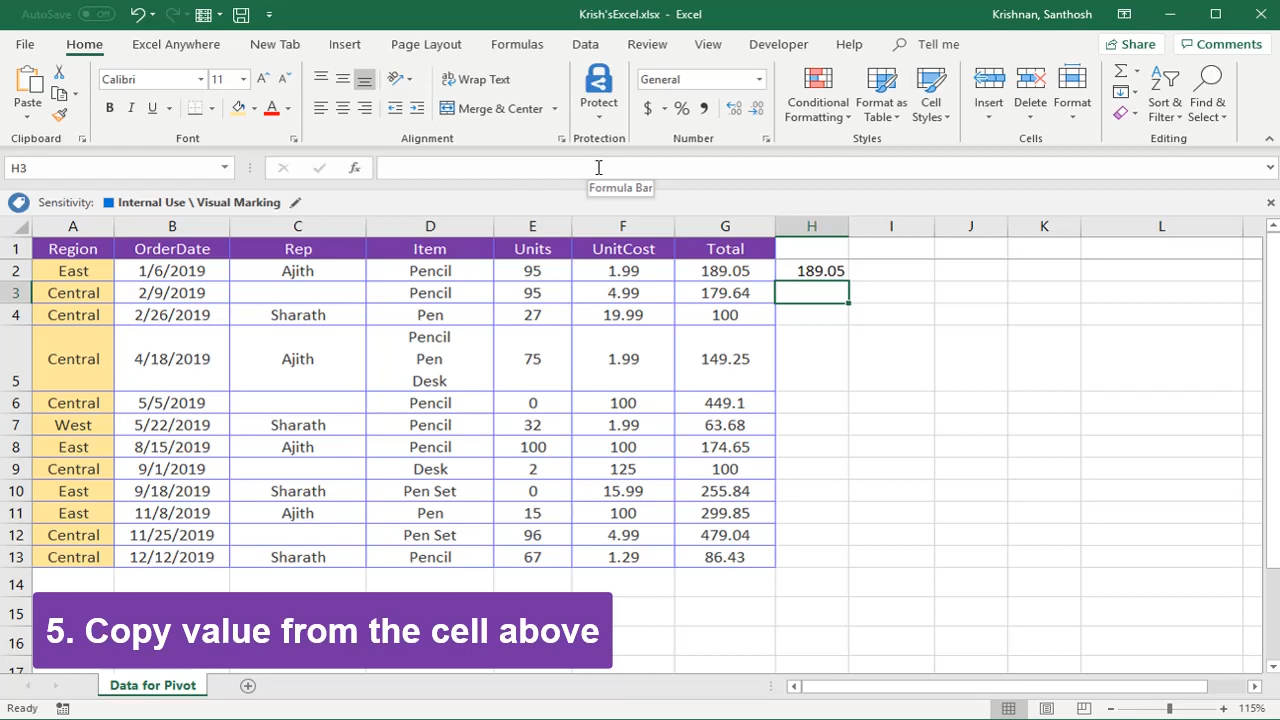 AutoSave Off Krish'sExcel.xlsx - Excel Krishnan, Santhosh
File Home Excel Anywhere New Tab Insert Page Layout Formulas Data Review View Developer Help Tell me Share Comments
Paste Calibri 11 Wrap Text Protect General Conditional Format as Cell Insert Delete Format Sort & Find &
B I U A Merge & Center $ % , Formatting Table Styles Filter Select
Clipboard Font Alignment Protection Number Styles Cells Editing
H3 fx
Formula Bar
Sensitivity: Internal Use \ Visual Marking
A B C D E F G H I J K L
1 Region OrderDate Rep Item Units UnitCost Total
2 East 1/6/2019 Ajith Pencil 95 1.99 189.05 189.05
3 Central 2/9/2019 Pencil 95 4.99 179.64
4 Central 2/26/2019 Sharath Pen 27 19.99 100
Pencil
Central 4/18/2019 Ajith Pen 75 1.99 149.25
5 Desk
6 Central 5/5/2019 Pencil 0 100 449.1
7 West 5/22/2019 Sharath Pencil 32 1.99 63.68
8 East 8/15/2019 Ajith Pencil 100 100 174.65
9 Central 9/1/2019 Desk 2 125 100
10 East 9/18/2019 Sharath Pen Set 0 15.99 255.84
11 East 11/8/2019 Ajith Pen 15 100 299.85
12 Central 11/25/2019 Pen Set 96 4.99 479.04
13 Central 12/12/2019 Sharath Pencil 67 1.29 86.43
14
15
5. Copy value from the cell above
16
17
Data for Pivot
Ready 115%